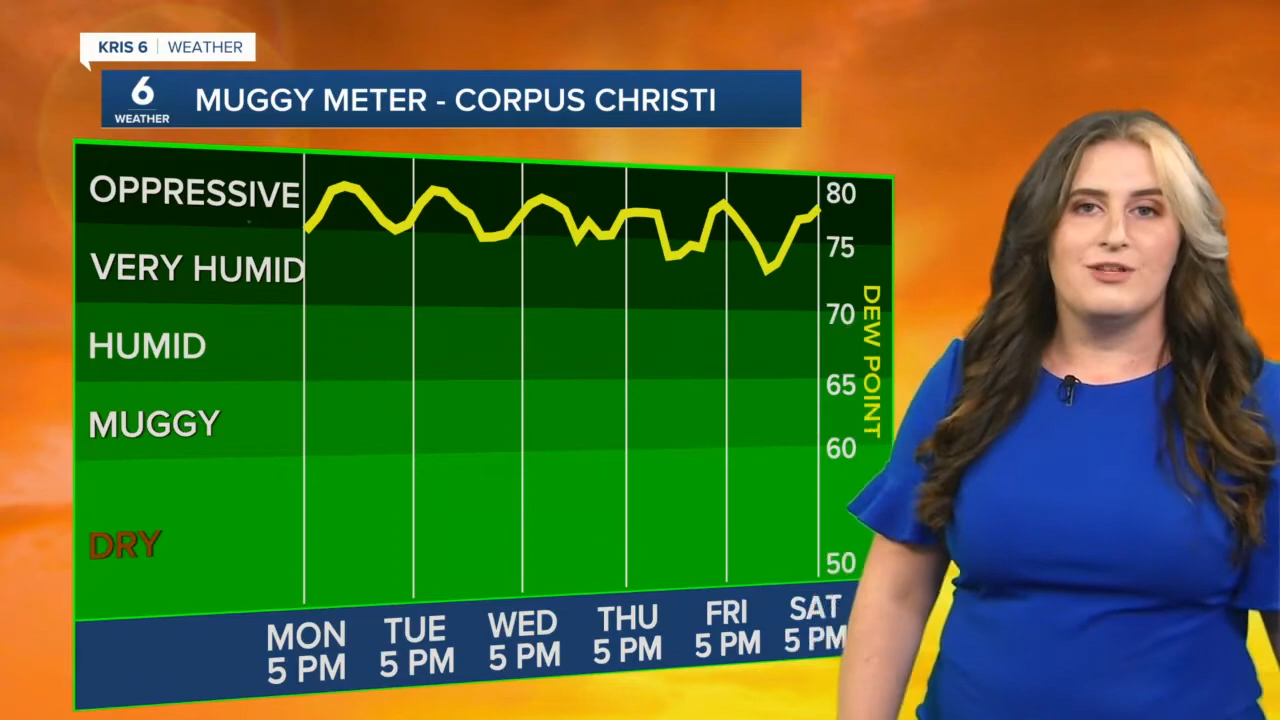 KRIS 6 | WEATHER
6
WEATHER
MUGGY METER - CORPUS CHRISTI
OPPRESSIVE
VERY HUMID
HUMID
MUGGY
DRY
80
75
70
65
60
50
DEW POINT
MON
5 PM
TUE
5 PM
WED
5 PM
THU
5 PM
FRI
5 PM
SAT
5 PM